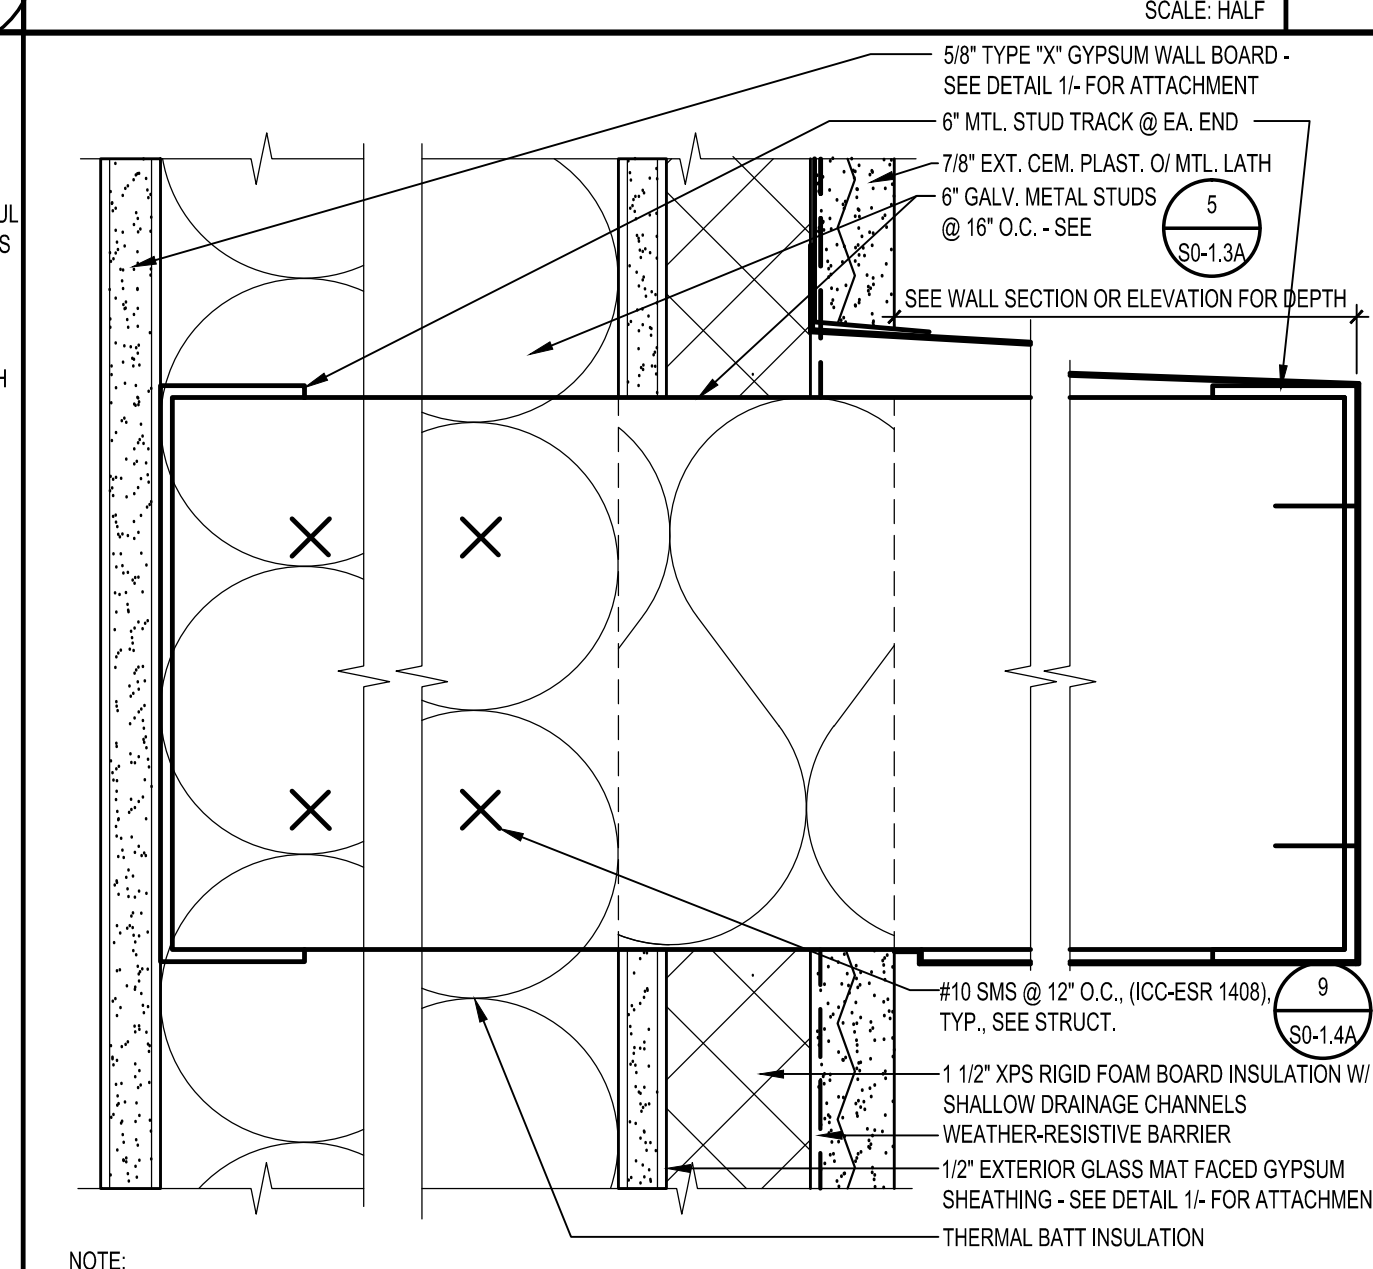 SCALE: HALF
5/8" TYPE "X" GYPSUM WALL BOARD -
SEE DETAIL 1/- FOR ATTACHMENT
6" MTL. STUD TRACK @ EA. END
7/8" EXT. CEM. PLAST. O/ MTL. LATH
6" GALV. METAL STUDS
@ 16" O.C. - SEE
5
S0-1.3A
UL
S
H
SEE WALL SECTION OR ELEVATION FOR DEPTH
#10 SMS @ 12" O.C., (ICC-ESR 1408),
TYP., SEE STRUCT.
9
S0-1.4A
1 1/2" XPS RIGID FOAM BOARD INSULATION W/
SHALLOW DRAINAGE CHANNELS
WEATHER-RESISTIVE BARRIER
1/2" EXTERIOR GLASS MAT FACED GYPSUM
SHEATHING - SEE DETAIL 1/- FOR ATTACHMEN
THERMAL BATT INSULATION
NOTE: